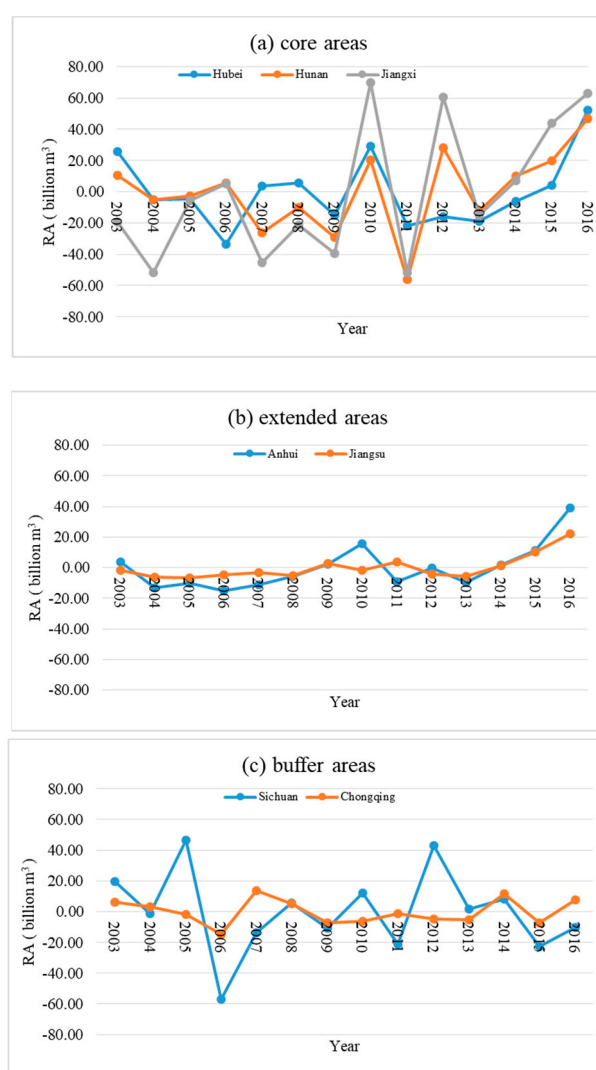 (a) core areas
Hubei Hunan Jiangxi
80.00
60.00
40.00
20.00
0.00
-20.00
-40.00
-60.00
-80.00
RA ( billion m³ )
2003 2004 2005 2006 2007 2008 2009 2010 2011 2012 2013 2014 2015 2016
Year
(b) extended areas
Anhui Jiangsu
80.00
60.00
40.00
20.00
0.00
-20.00
-40.00
-60.00
-80.00
RA ( billion m³ )
2003 2004 2005 2006 2007 2008 2009 2010 2011 2012 2013 2014 2015 2016
Year
(c) buffer areas
Sichuan Chongqing
80.00
60.00
40.00
20.00
0.00
-20.00
-40.00
-60.00
-80.00
RA ( billion m³ )
2003 2004 2005 2006 2007 2008 2009 2010 2011 2012 2013 2014 2015 2016
Year